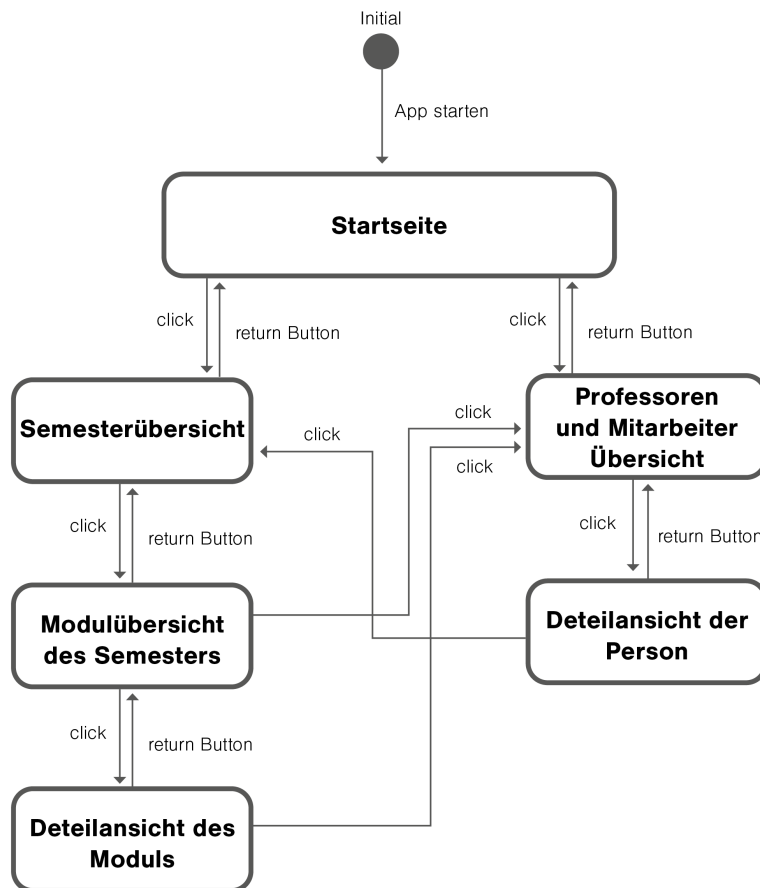 Initial
App starten
Startseite
click
return Button
click
return Button
Semesterübersicht
Professoren
und Mitarbeiter
Übersicht
click
click
click
click
return Button
click
return Button
Modulübersicht
des Semesters
Deteilansicht der
Person
click
return Button
Deteilansicht des
Moduls